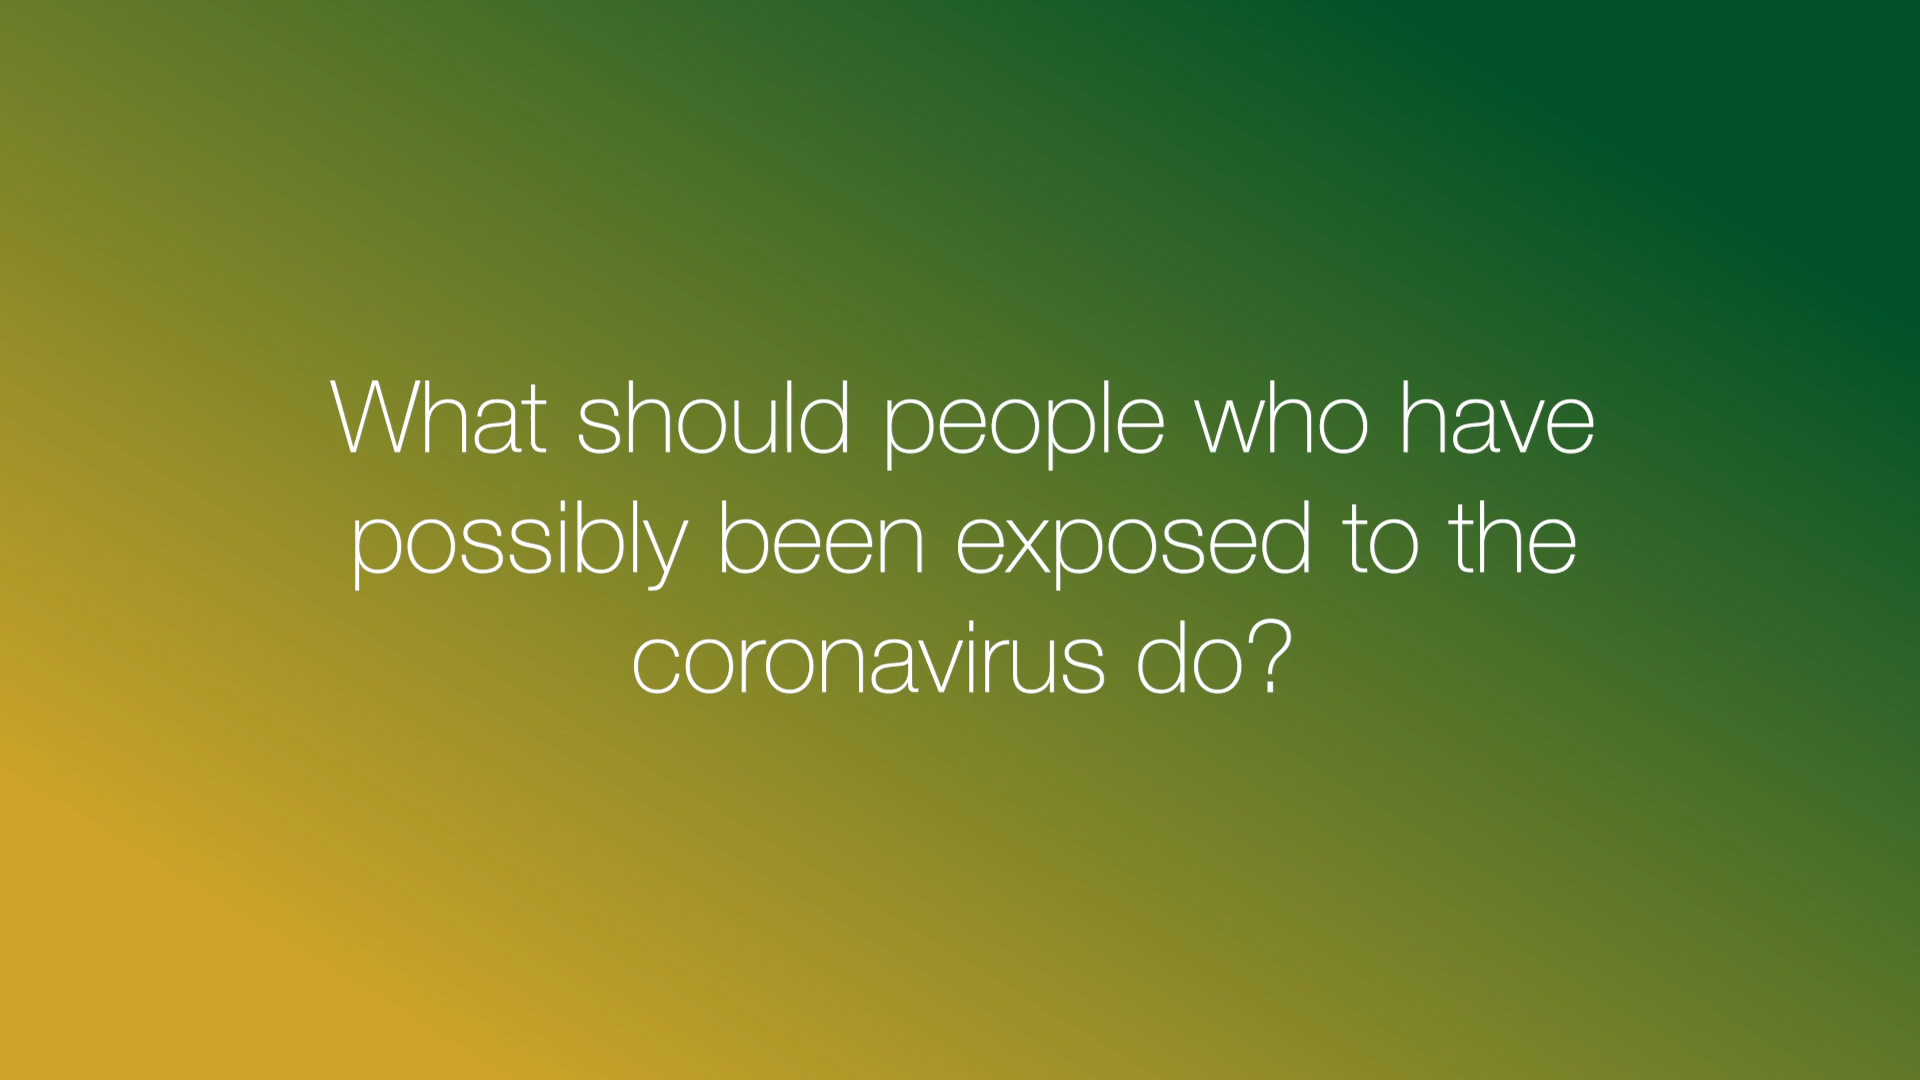 What should people who have
possibly been exposed to the
coronavirus do?